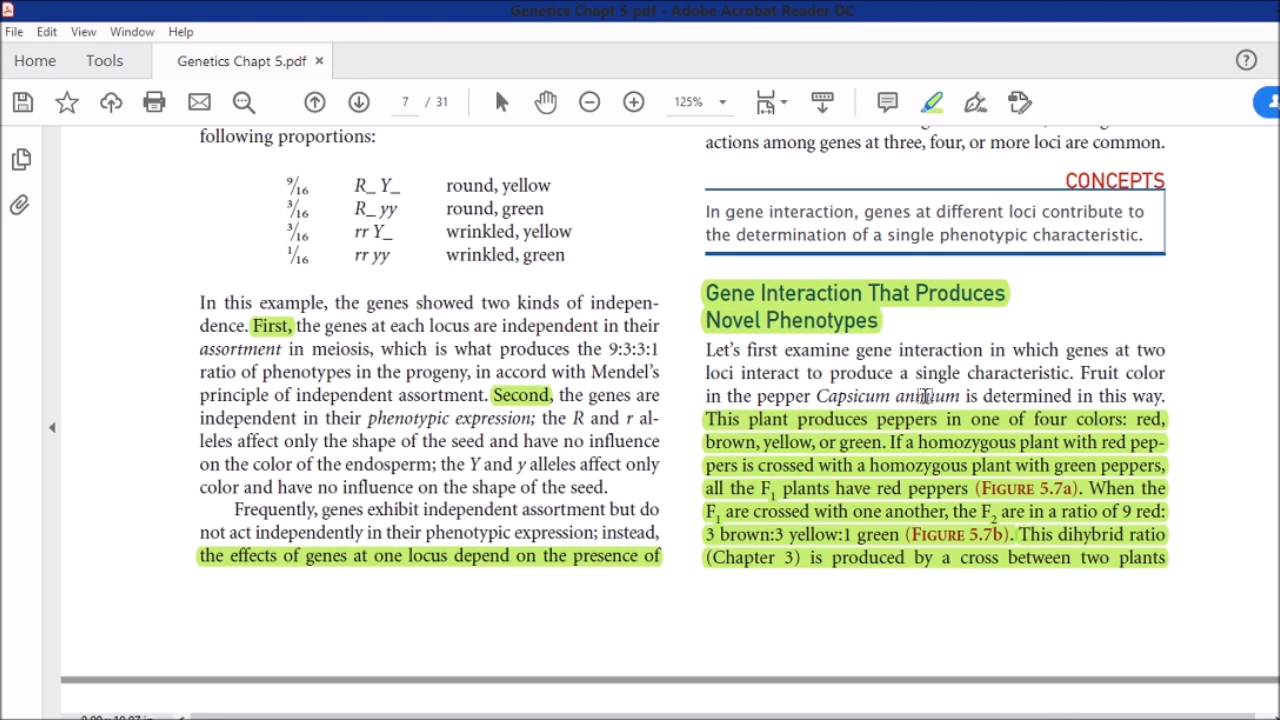 Genetics Chapt 5.pdf - Adobe Acrobat Reader DC
File Edit View Window Help
Home Tools Genetics Chapt 5.pdf ×
7 / 31 125%
following proportions:
9/16 R_ Y_ round, yellow
3/16 R_ yy round, green
3/16 rr Y_ wrinkled, yellow
1/16 rr yy wrinkled, green
In this example, the genes showed two kinds of indepen-
dence. First, the genes at each locus are independent in their
assortment in meiosis, which is what produces the 9:3:3:1
ratio of phenotypes in the progeny, in accord with Mendel's
principle of independent assortment. Second, the genes are
independent in their phenotypic expression; the R and r al-
leles affect only the shape of the seed and have no influence
on the color of the endosperm; the Y and y alleles affect only
color and have no influence on the shape of the seed.
Frequently, genes exhibit independent assortment but do
not act independently in their phenotypic expression; instead,
the effects of genes at one locus depend on the presence of
actions among genes at three, four, or more loci are common.
CONCEPTS
In gene interaction, genes at different loci contribute to
the determination of a single phenotypic characteristic.
Gene Interaction That Produces
Novel Phenotypes
Let's first examine gene interaction in which genes at two
loci interact to produce a single characteristic. Fruit color
in the pepper Capsicum annuum is determined in this way.
This plant produces peppers in one of four colors: red,
brown, yellow, or green. If a homozygous plant with red pep-
pers is crossed with a homozygous plant with green peppers,
all the F1 plants have red peppers (FIGURE 5.7a). When the
F1 are crossed with one another, the F2 are in a ratio of 9 red:
3 brown:3 yellow:1 green (FIGURE 5.7b). This dihybrid ratio
(Chapter 3) is produced by a cross between two plants